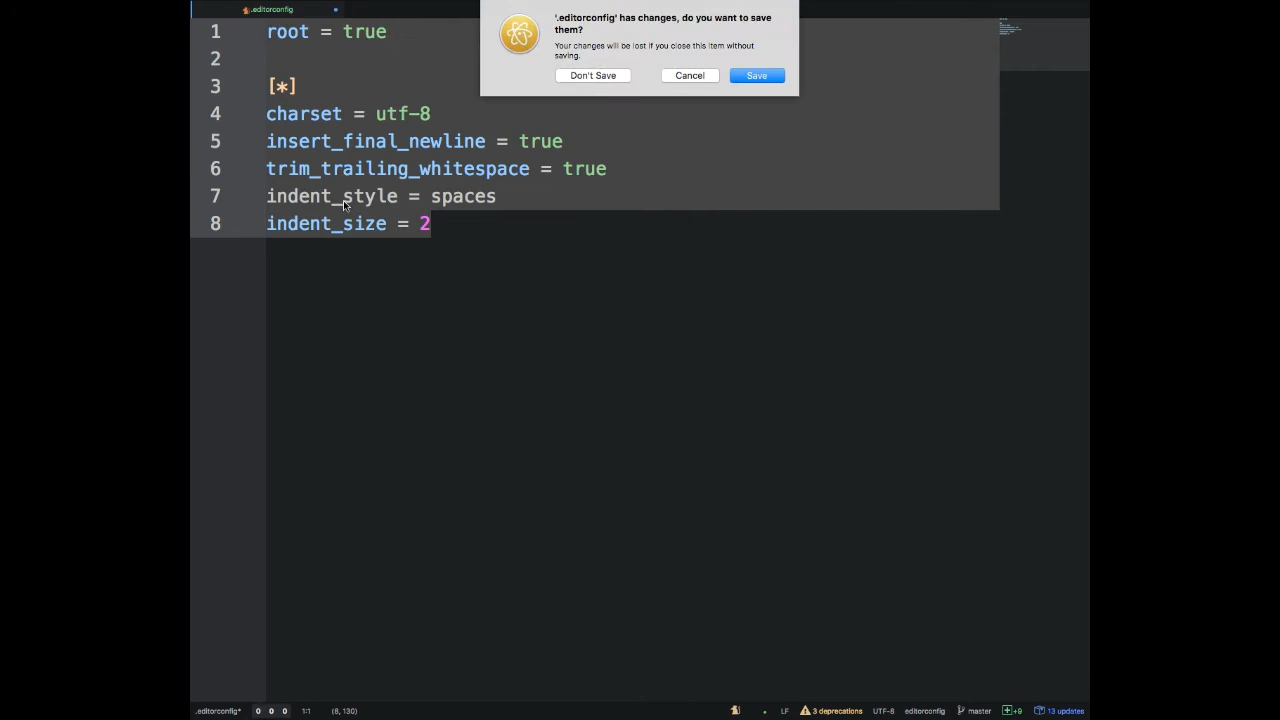 .editorconfig
'.editorconfig' has changes, do you want to save
them?
Your changes will be lost if you close this item without
saving.
Don't Save
Cancel
Save
1 root = true
2
3 [*]
4 charset = utf-8
5 insert_final_newline = true
6 trim_trailing_whitespace = true
7 indent_style = spaces
8 indent_size = 2
.editorconfig* 0 0 0 1:1 (8, 130) LF 3 deprecations UTF-8 editorconfig master +9 13 updates